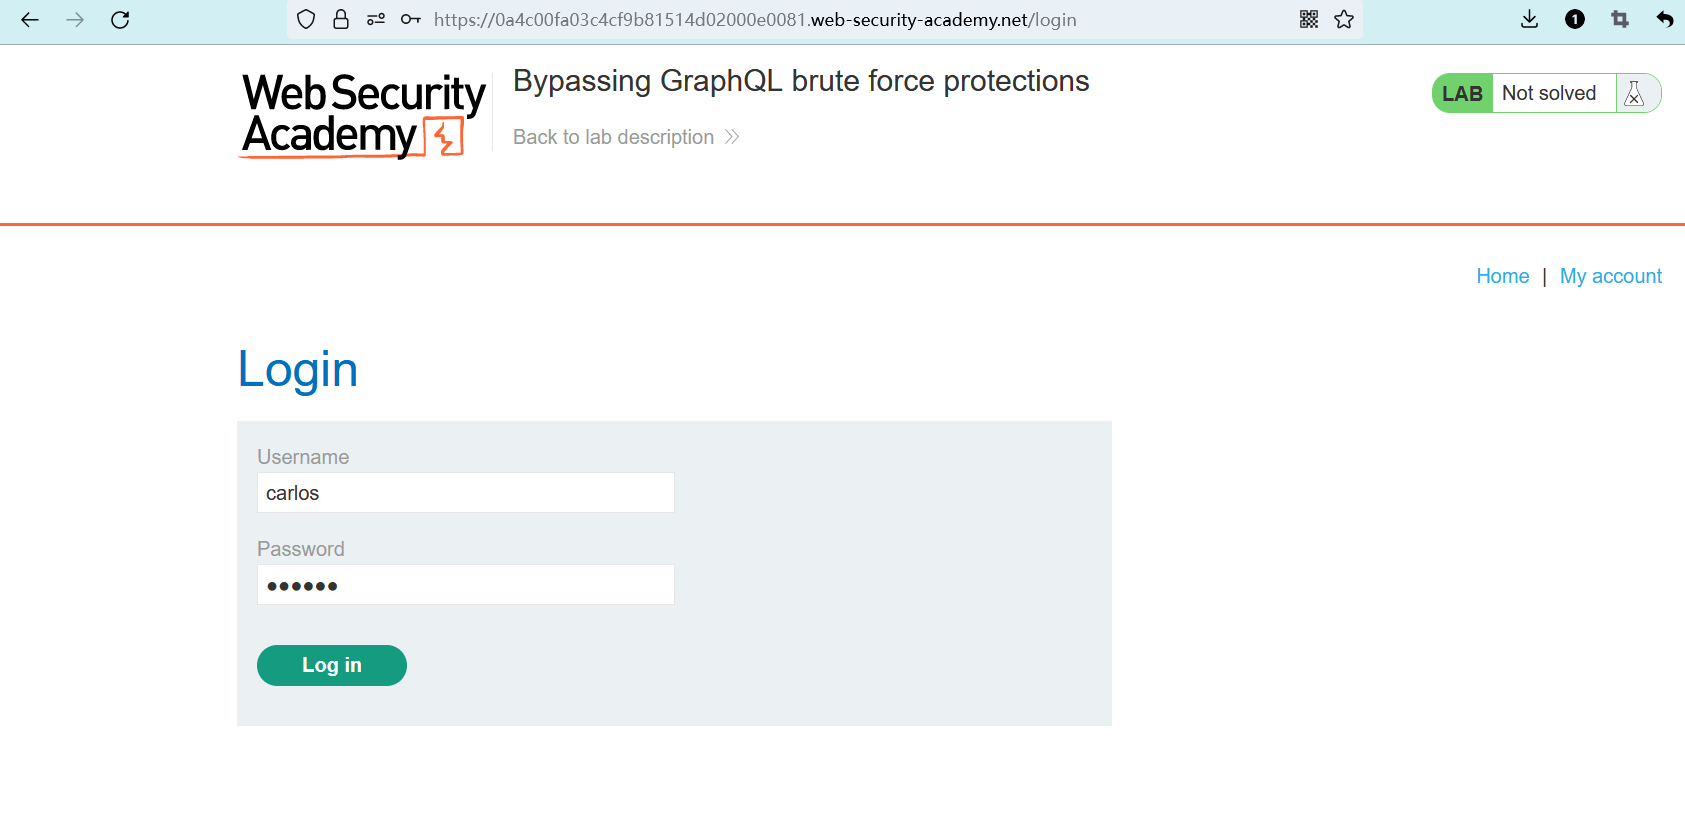 https://0a4c00fa03c4cf9b81514d02000e0081.web-security-academy.net/login
1
Web Security
Academy
Bypassing GraphQL brute force protections
Back to lab description
LAB Not solved
Home | My account
Login
Username
carlos
Password
●●●●●●
Log in